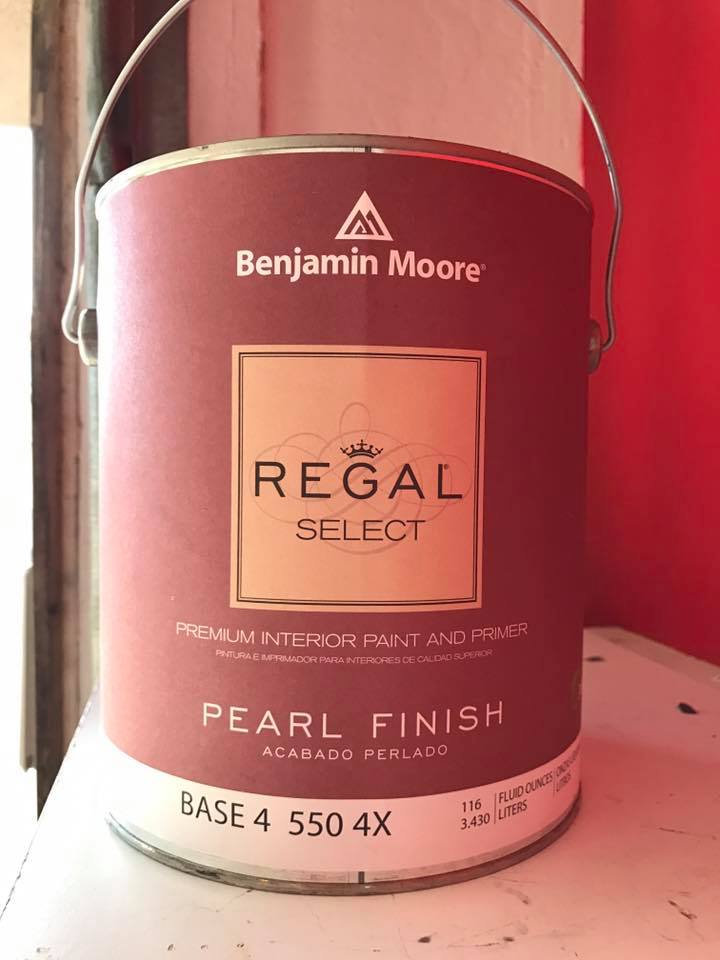 Benjamin Moore®
REGAL®
SELECT
PREMIUM INTERIOR PAINT AND PRIMER
PINTURA E IMPRIMADOR PARA INTERIORES DE CALIDAD SUPERIOR
PEARL FINISH
ACABADO PERLADO
BASE 4 550 4X
116 FLUID OUNCES
3.430 LITERS
LITROS